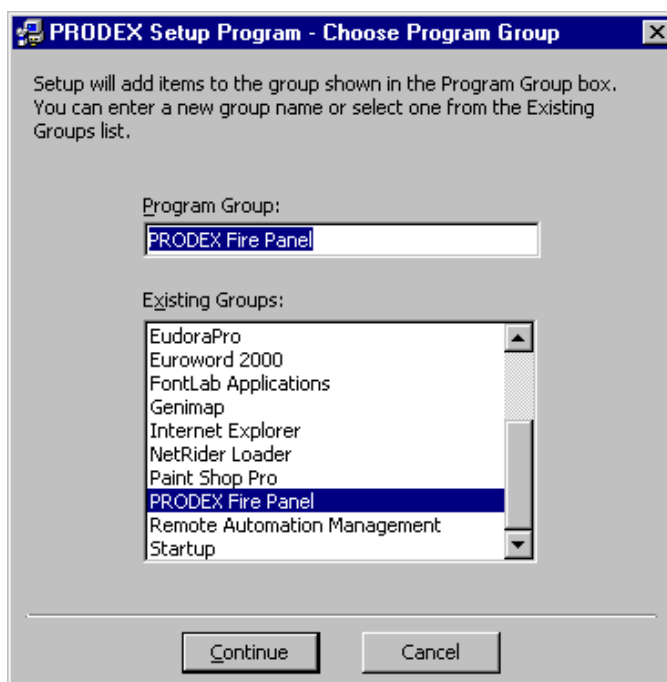 PRODEX Setup Program - Choose Program Group
Setup will add items to the group shown in the Program Group box.
You can enter a new group name or select one from the Existing
Groups list.
Program Group:
PRODEX Fire Panel
Existing Groups:
EudoraPro
Euroword 2000
FontLab Applications
Genimap
Internet Explorer
NetRider Loader
Paint Shop Pro
PRODEX Fire Panel
Remote Automation Management
Startup
Continue
Cancel